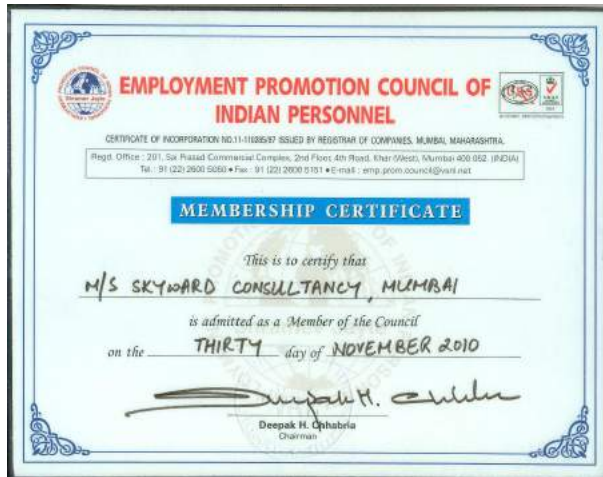 EMPLOYMENT PROMOTION COUNCIL OF
INDIAN PERSONNEL
CERTIFICATE OF INCORPORATION NO.11-110285/97 ISSUED BY REGISTRAR OF COMPANIES, MUMBAI, MAHARASHTRA.
Regd. Office : 201, Sai Prasad Commercial Complex, 2nd Floor, 4th Road, Khar (West), Mumbai 400 052. (INDIA)
Tel. : 91 (22) 2600 5050 • Fax : 91 (22) 2600 5151 • E-mail : emp.prom.council@vsnl.net
MEMBERSHIP CERTIFICATE
This is to certify that
M/S SKYWARD CONSULTANCY, MUMBAI
is admitted as a Member of the Council
on the THIRTY day of NOVEMBER 2010
Deepak H. Chhabria
Deepak H. Chhabria
Chairman